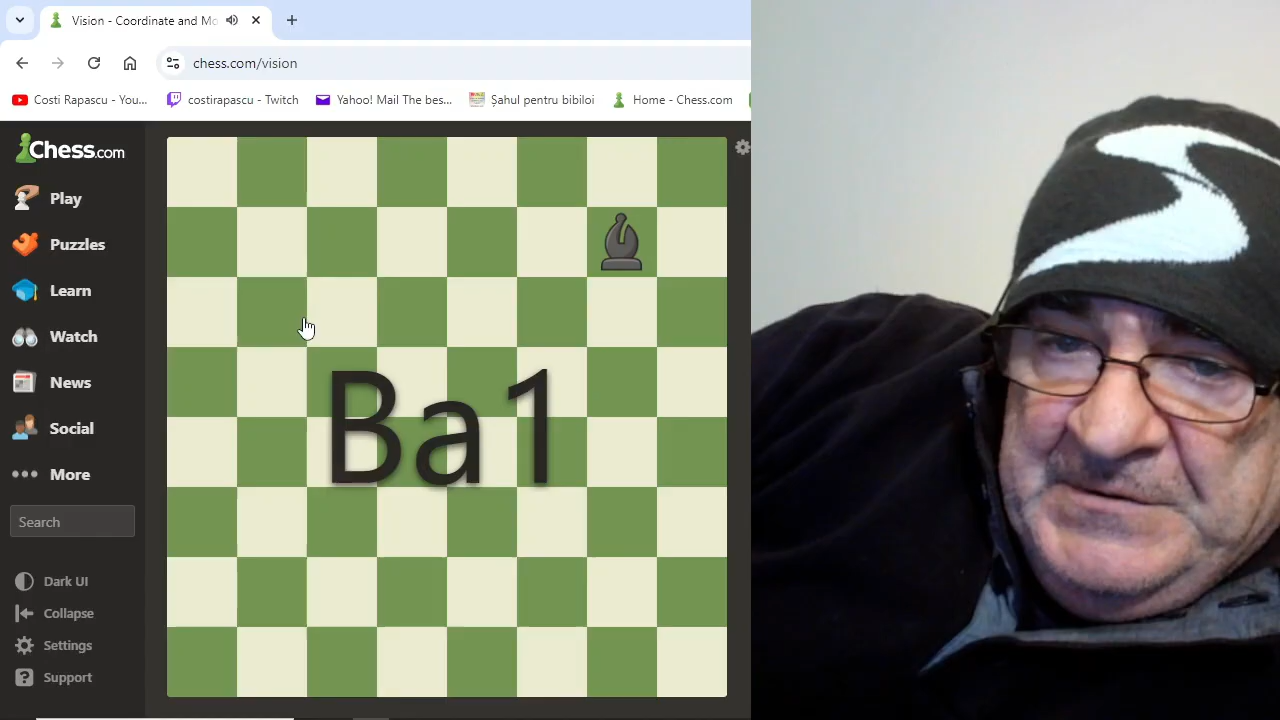 Vision - Coordinate and Mo
chess.com/vision
Costi Rapascu - You...
costirapascu - Twitch
Yahoo! Mail The bes...
Șahul pentru bibiloi
Home - Chess.com
Chess.com
Play
Puzzles
Learn
Watch
News
Social
More
Search
Dark UI
Collapse
Settings
Support
Ba1